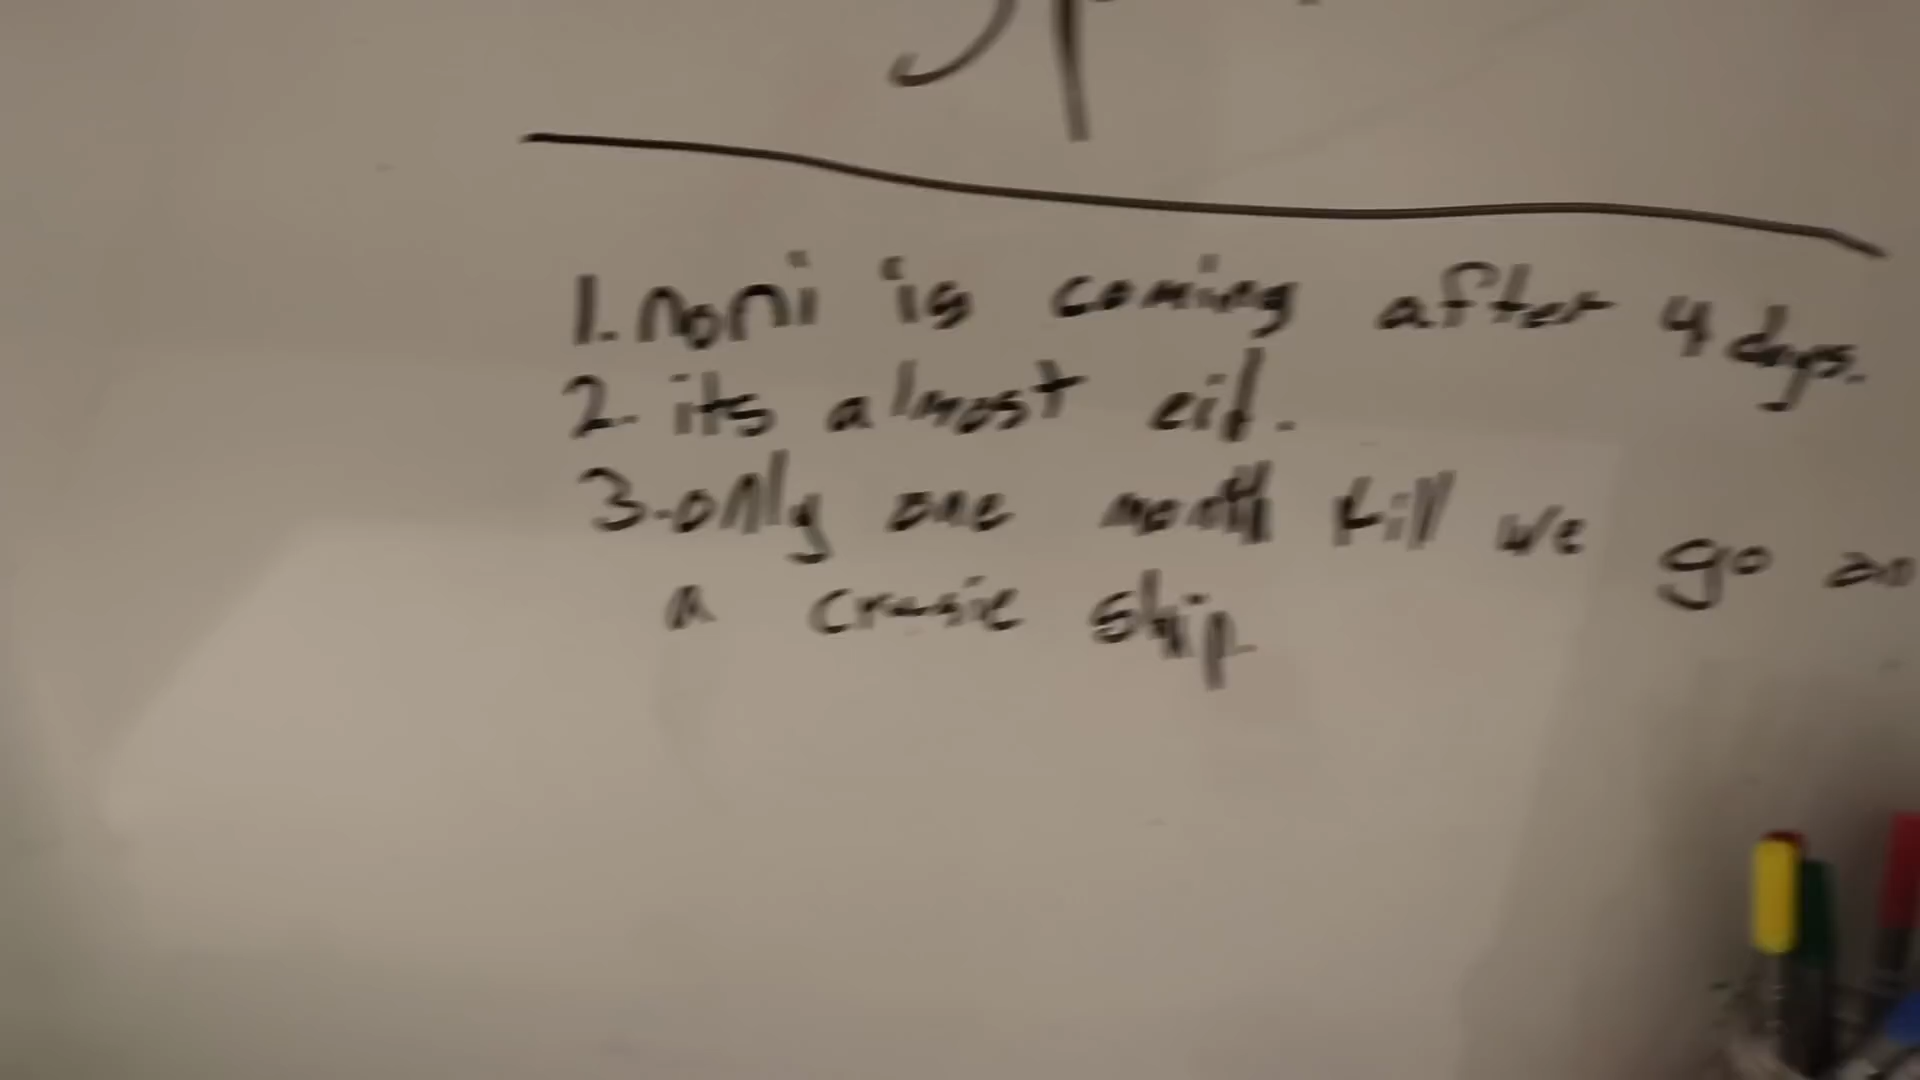 1. noni is coming after 4 days.
2. its almost eid.
3. only one month till we go on
a crusie ship.